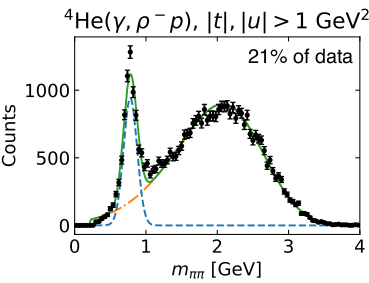 ⁴He(γ, ρ⁻p), |t|, |u| > 1 GeV²
21% of data
Counts
1000
500
0
0 1 2 3 4
m_ππ [GeV]